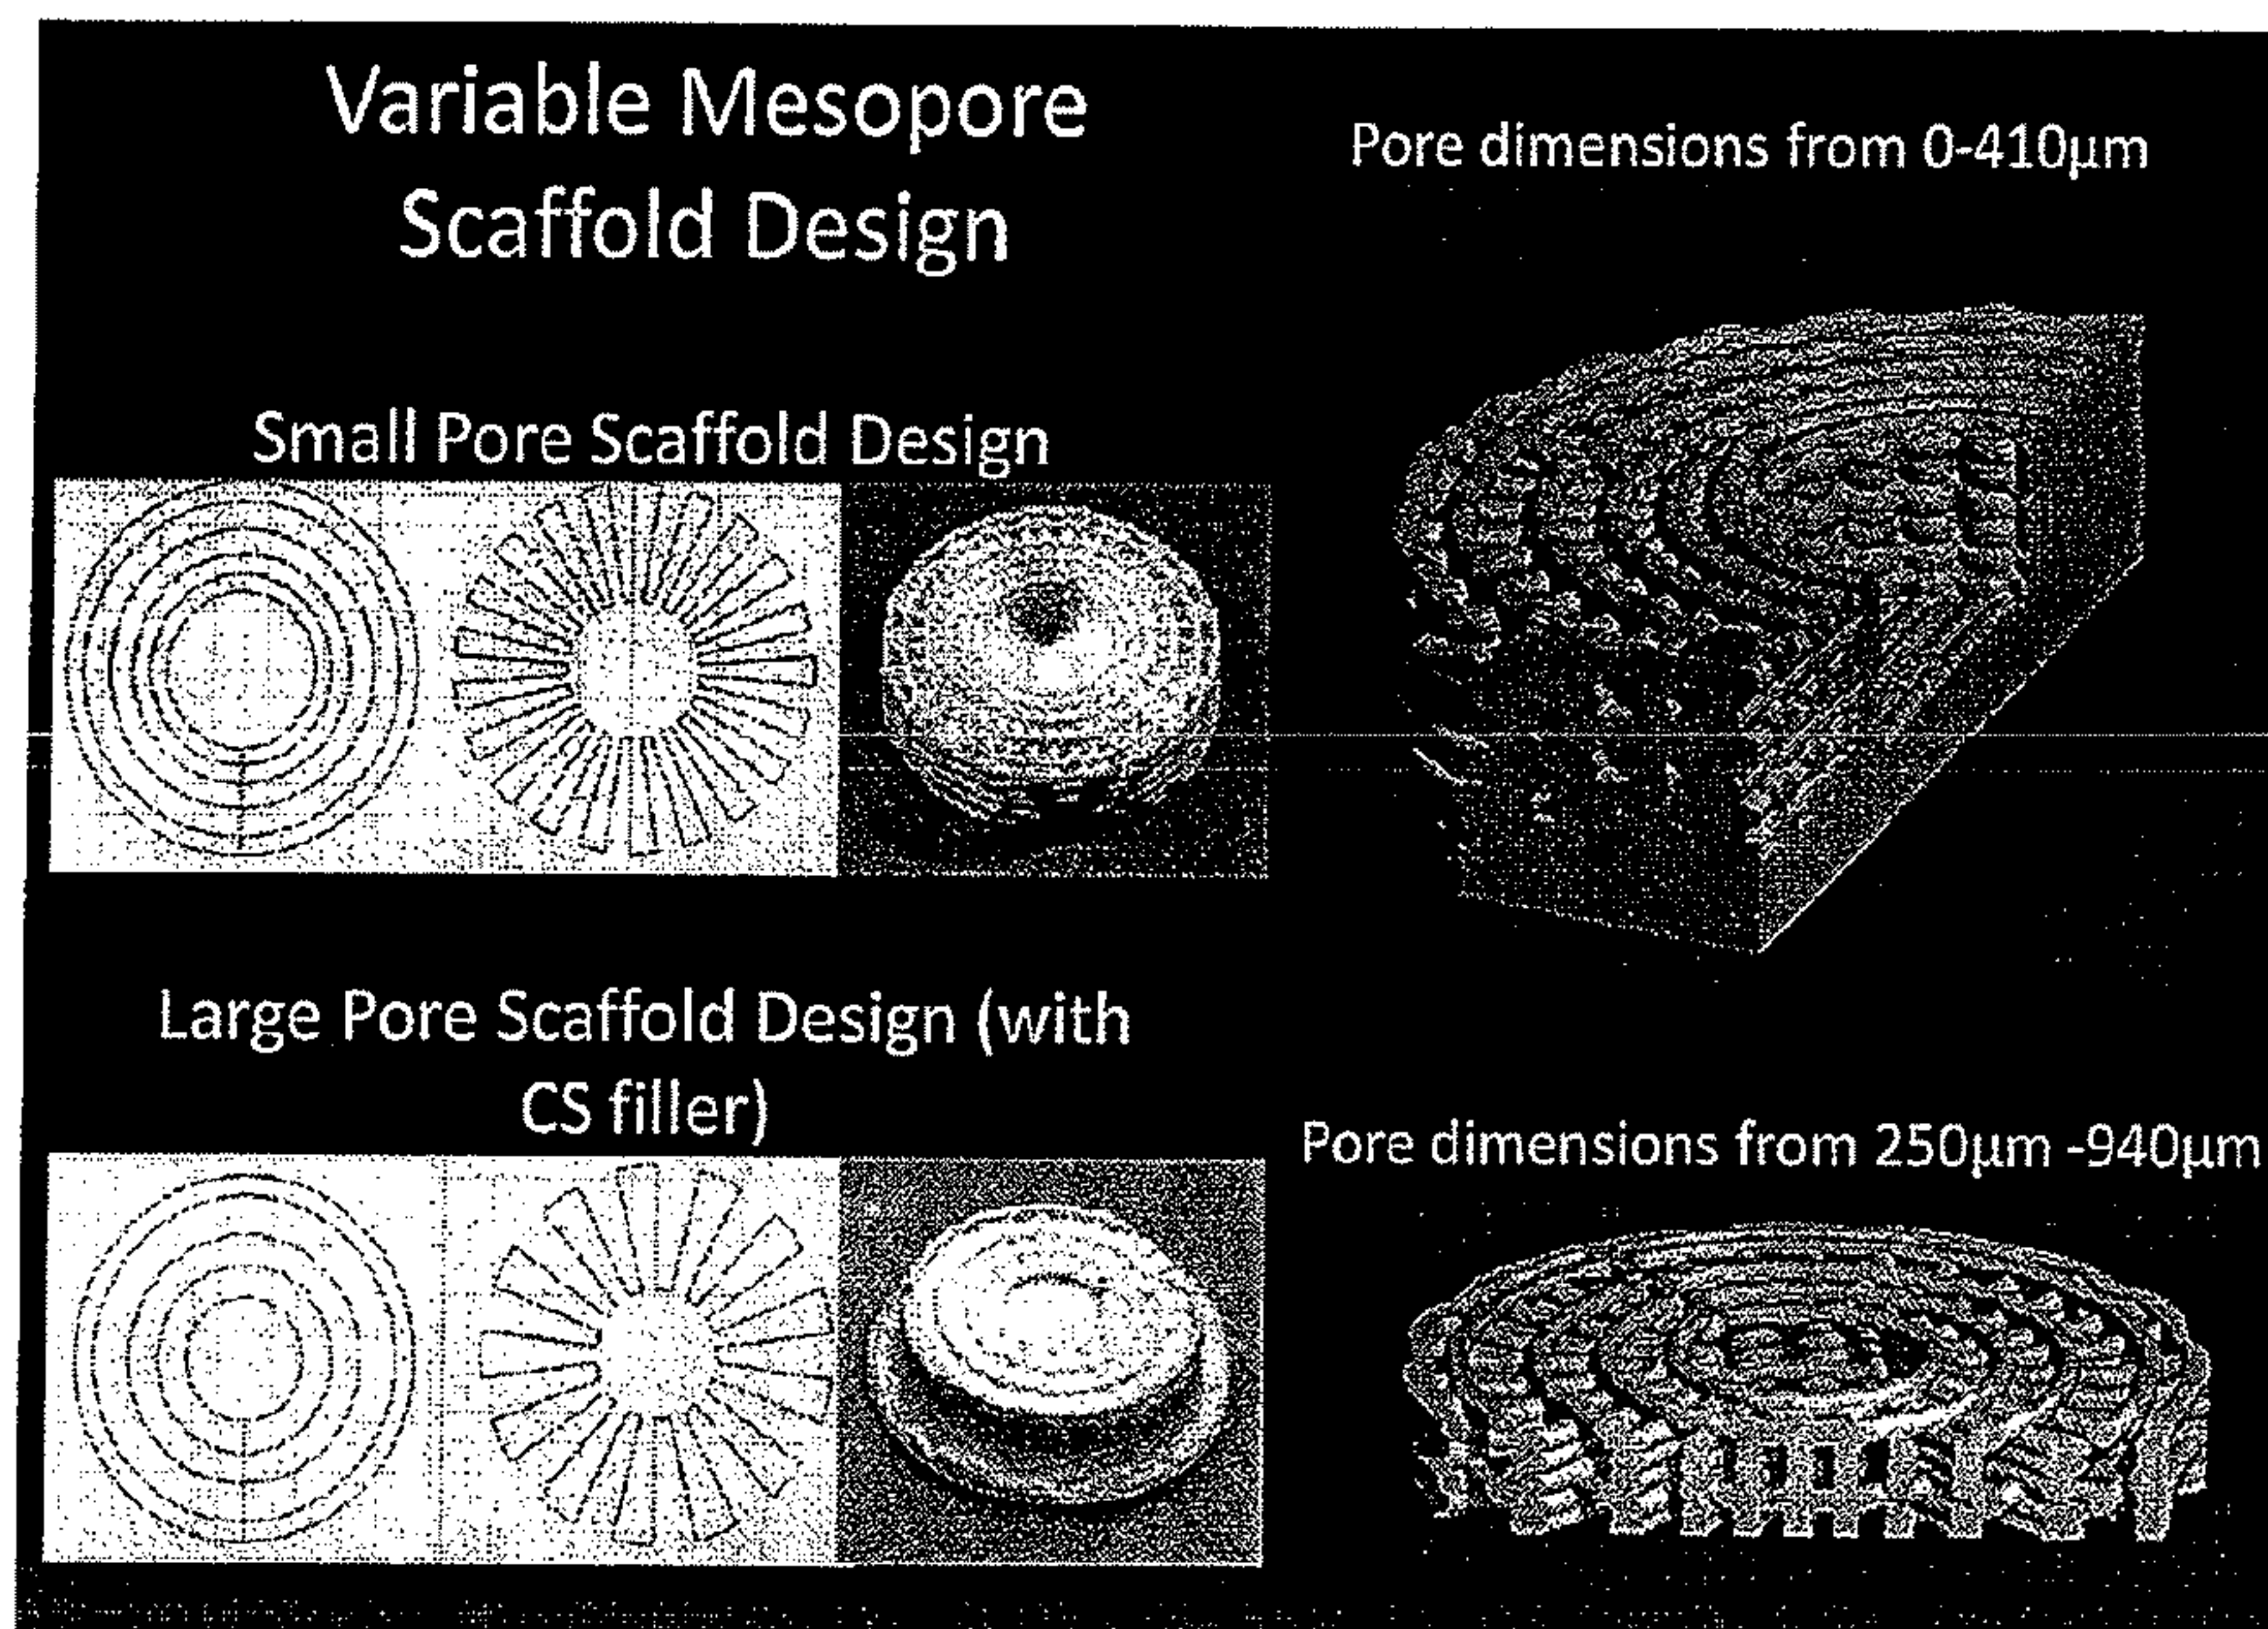 Variable Mesopore
Scaffold Design
Pore dimensions from 0-410µm
Small Pore Scaffold Design
Large Pore Scaffold Design (with
CS filler)
Pore dimensions from 250µm -940µm